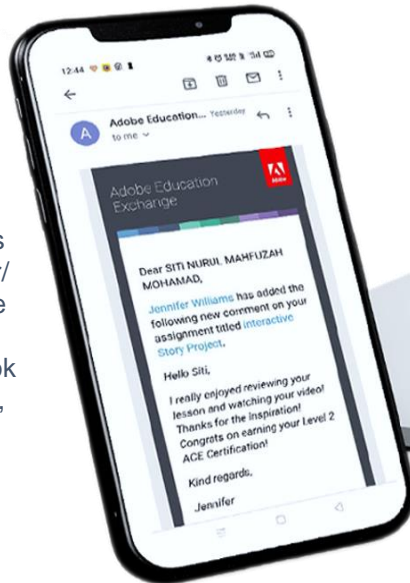 12:44
Adobe Education... Yesterday
to me
Adobe Education
Exchange
Adobe
Dear SITI NURUL MAHFUZAH
MOHAMAD,
Jennifer Williams has added the
following new comment on your
assignment titled interactive
Story Project.
Hello Siti,
I really enjoyed reviewing your
lesson and watching your video!
Thanks for the inspiration!
Congrats on earning your Level 2
ACE Certification!
Kind regards,
Jennifer